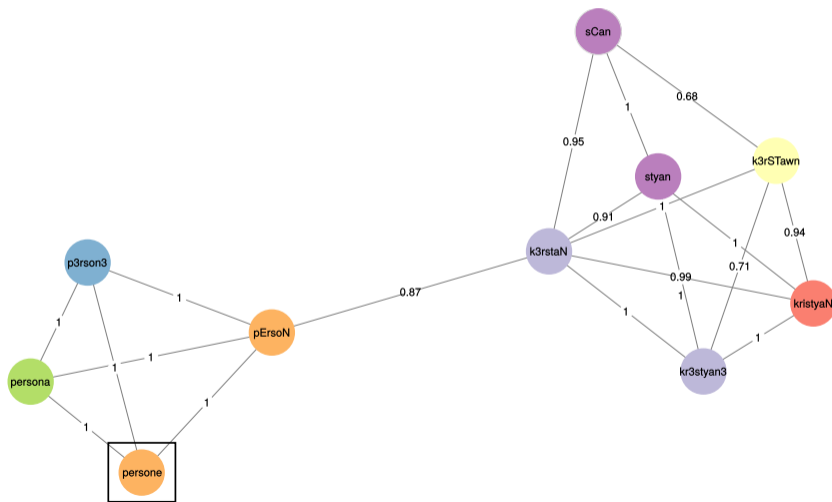 sCan
0.68
1
0.95
k3rSTawn
styan
1
0.91
0.94
1
p3rson3
k3rstaN
0.71
0.99
0.87
1
1
krIstyaN
1
1
pErsoN
1
1
1
1
kr3styan3
persona
1
1
persone